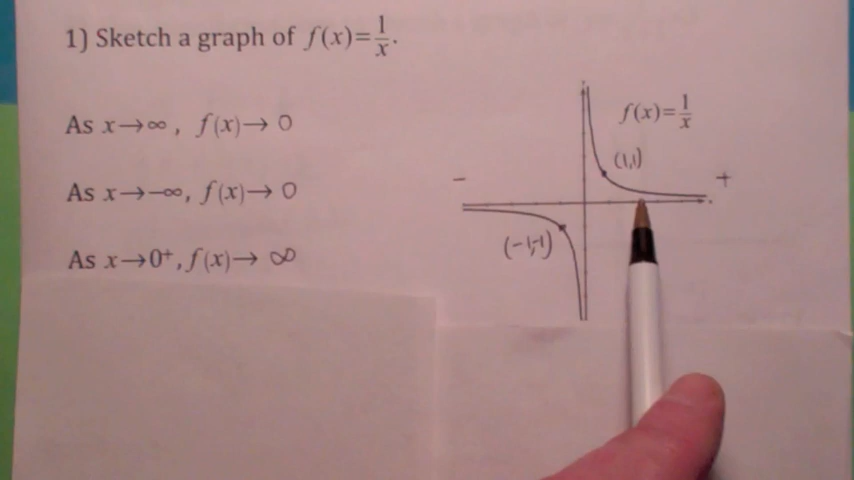 1) Sketch a graph of f(x)=1/x.
As x→∞, f(x)→ 0
As x→−∞, f(x)→ 0
As x→0⁺, f(x)→ ∞
f(x)=1/x
(1,1)
− +
(-1,-1)